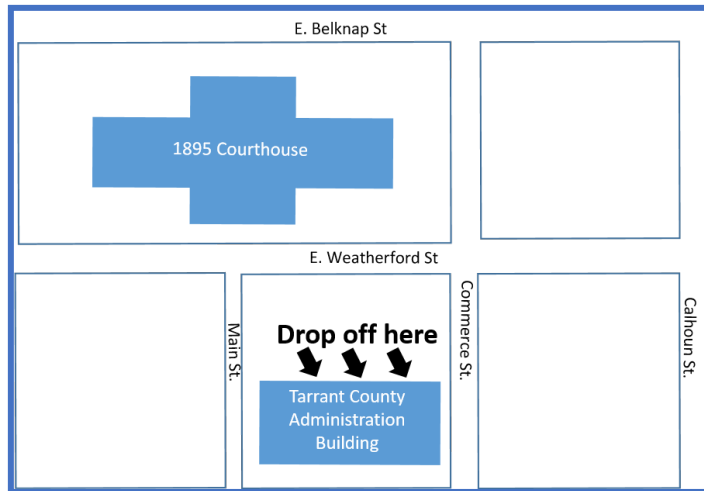 E. Belknap St
1895 Courthouse
E. Weatherford St
Main St.
Drop off here
Commerce St.
Calhoun St.
Tarrant County
Administration
Building